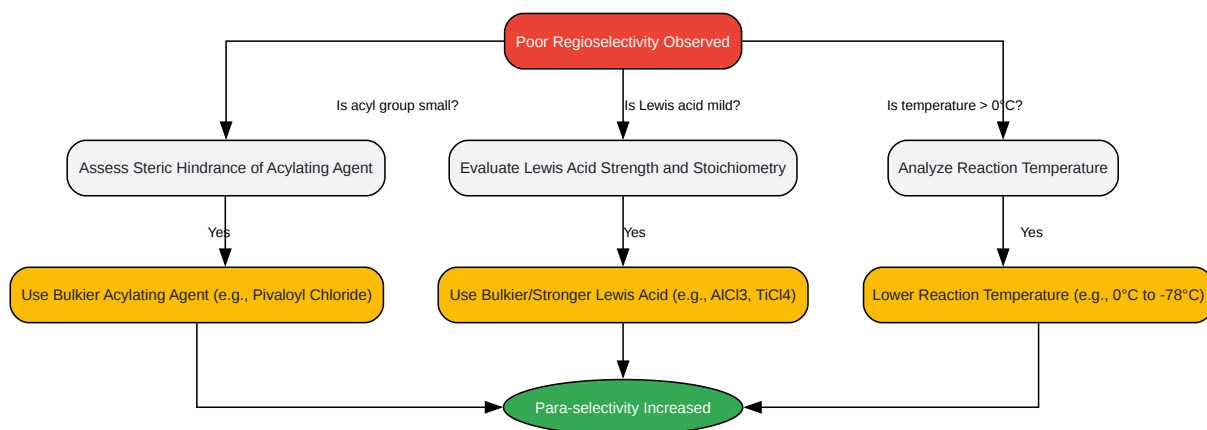 Poor Regioselectivity Observed
Is acyl group small?
Is Lewis acid mild?
Is temperature > 0°C?
Assess Steric Hindrance of Acylating Agent
Evaluate Lewis Acid Strength and Stoichiometry
Analyze Reaction Temperature
Yes
Yes
Yes
Use Bulkier Acylating Agent (e.g., Pivaloyl Chloride)
Use Bulkier/Stronger Lewis Acid (e.g., AlCl3, TiCl4)
Lower Reaction Temperature (e.g., 0°C to -78°C)
Para-selectivity Increased